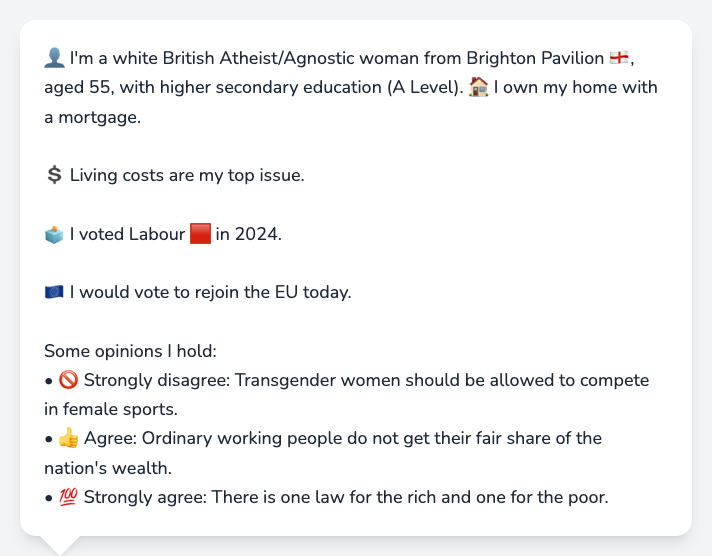 👤 I'm a white British Atheist/Agnostic woman from Brighton Pavilion 🏴󠁧󠁢󠁥󠁮󠁧󠁿,
aged 55, with higher secondary education (A Level). 🏠 I own my home with
a mortgage.
💲 Living costs are my top issue.
🗳️ I voted Labour 🟥 in 2024.
🇪🇺 I would vote to rejoin the EU today.
Some opinions I hold:
• 🚫 Strongly disagree: Transgender women should be allowed to compete
in female sports.
• 👍 Agree: Ordinary working people do not get their fair share of the
nation's wealth.
• 💯 Strongly agree: There is one law for the rich and one for the poor.